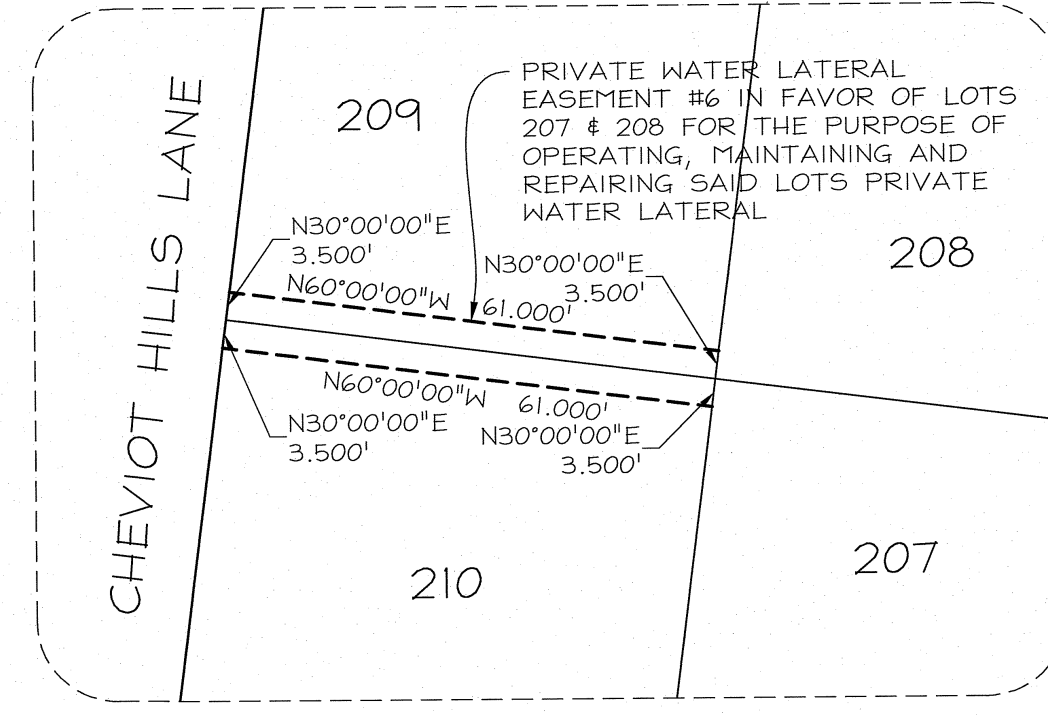 PRIVATE WATER LATERAL
EASEMENT #6 IN FAVOR OF LOTS
207 & 208 FOR THE PURPOSE OF
OPERATING, MAINTAINING AND
REPAIRING SAID LOTS PRIVATE
WATER LATERAL
209
208
CHEVIOT HILLS LANE
N30°00'00"E
3.500'
N30°00'00"E
3.500'
N60°00'00"W 61.000'
N60°00'00"W 61.000'
N30°00'00"E
3.500'
N30°00'00"E
3.500'
210
207